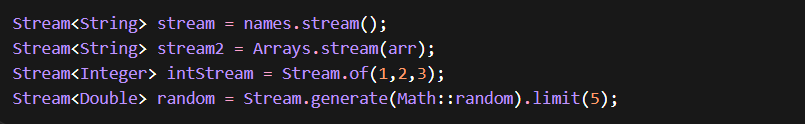 Stream<String> stream = names.stream();
Stream<String> stream2 = Arrays.stream(arr);
Stream<Integer> intStream = Stream.of(1,2,3);
Stream<Double> random = Stream.generate(Math::random).limit(5);